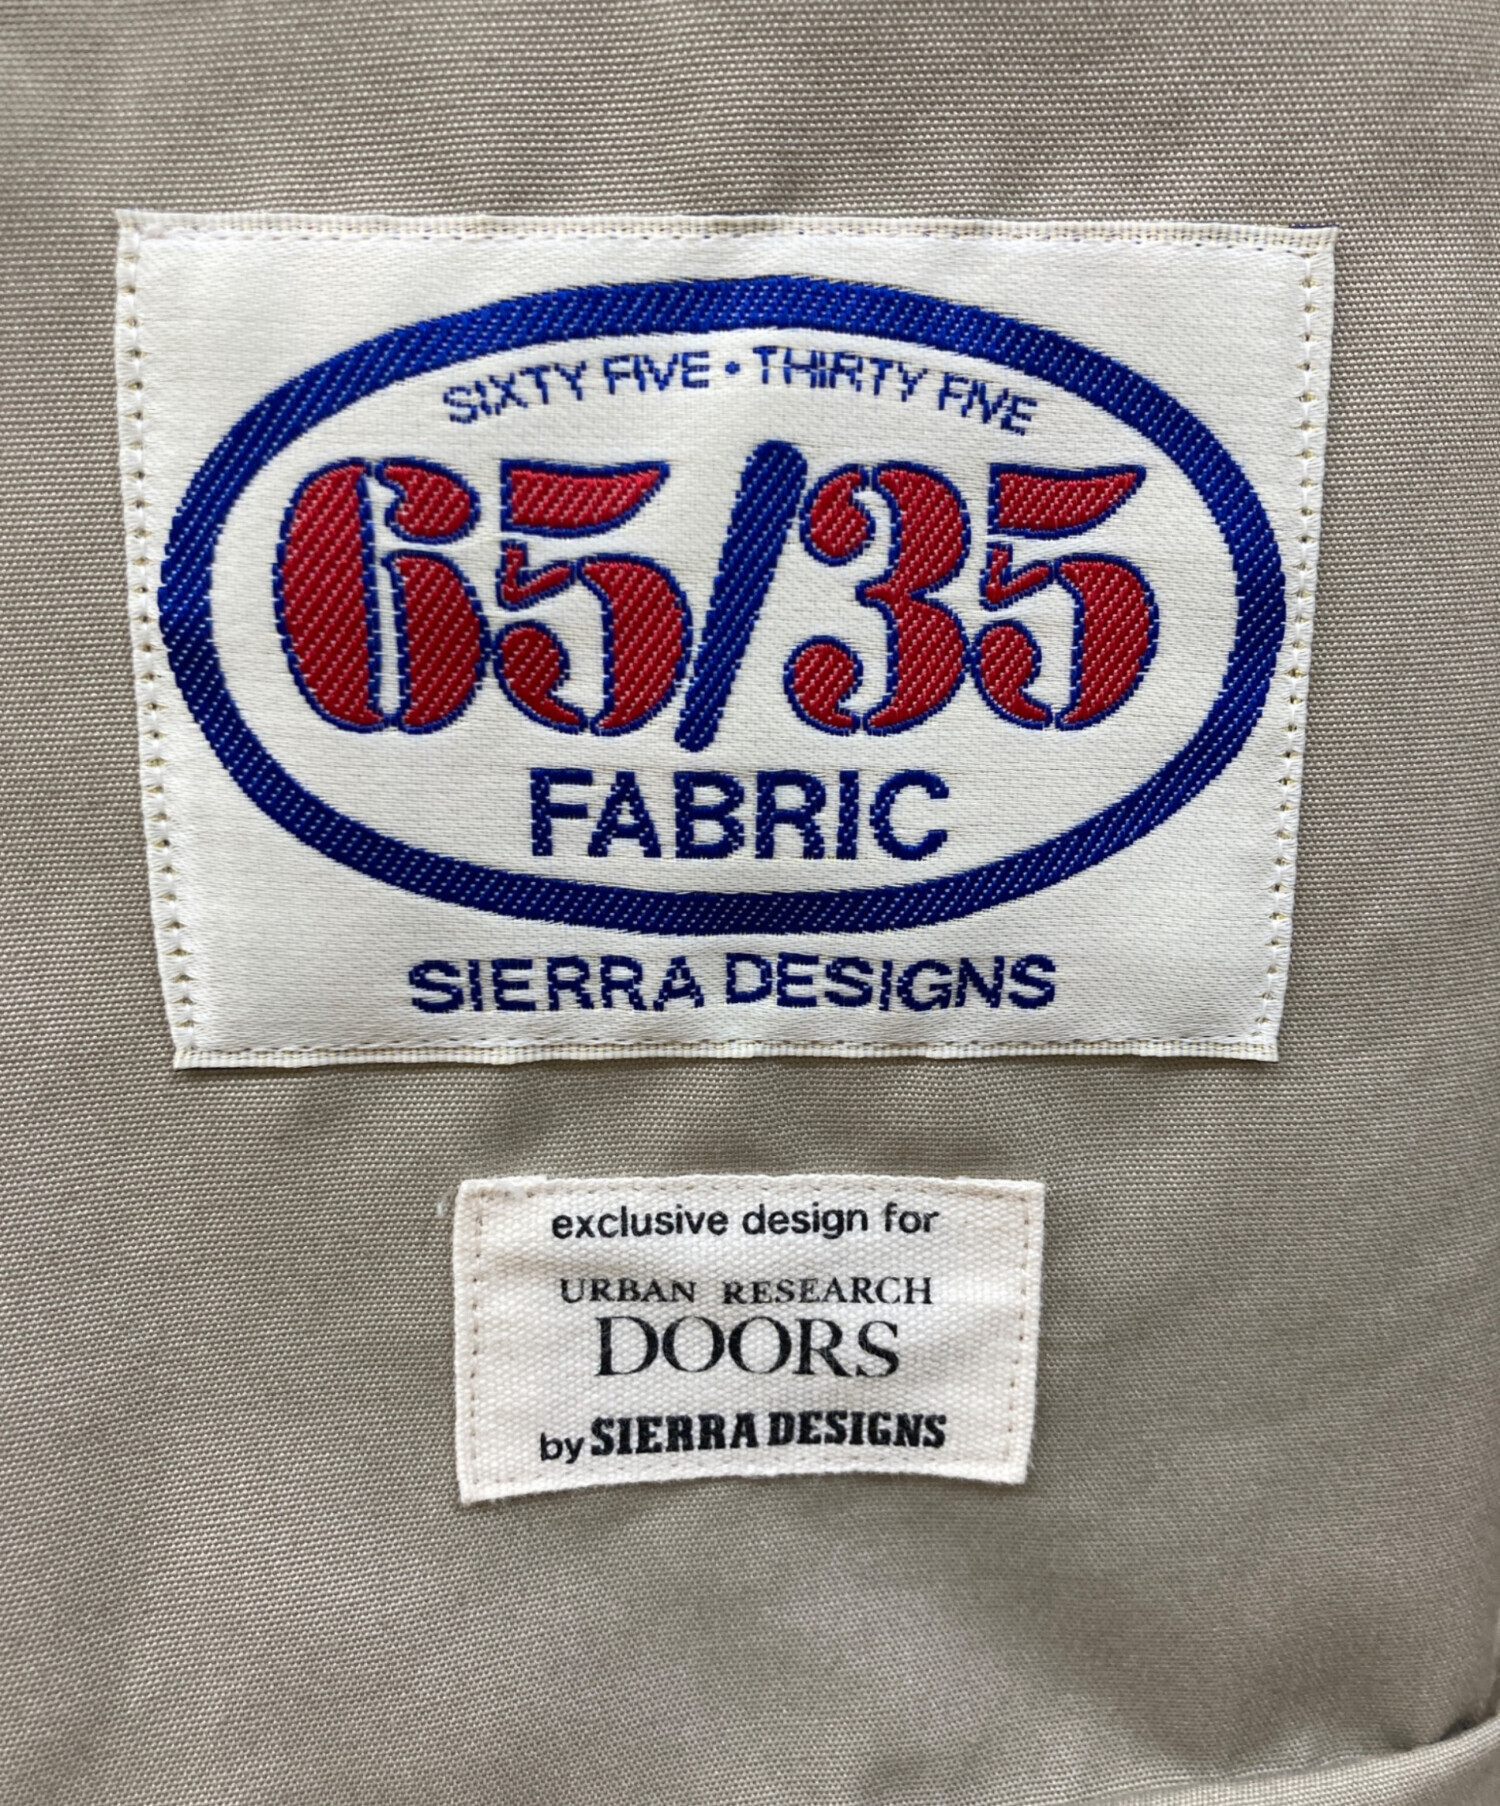 SIXTY FIVE • THIRTY FIVE
65/35
FABRIC
SIERRA DESIGNS
exclusive design for
URBAN RESEARCH
DOORS
by SIERRA DESIGNS